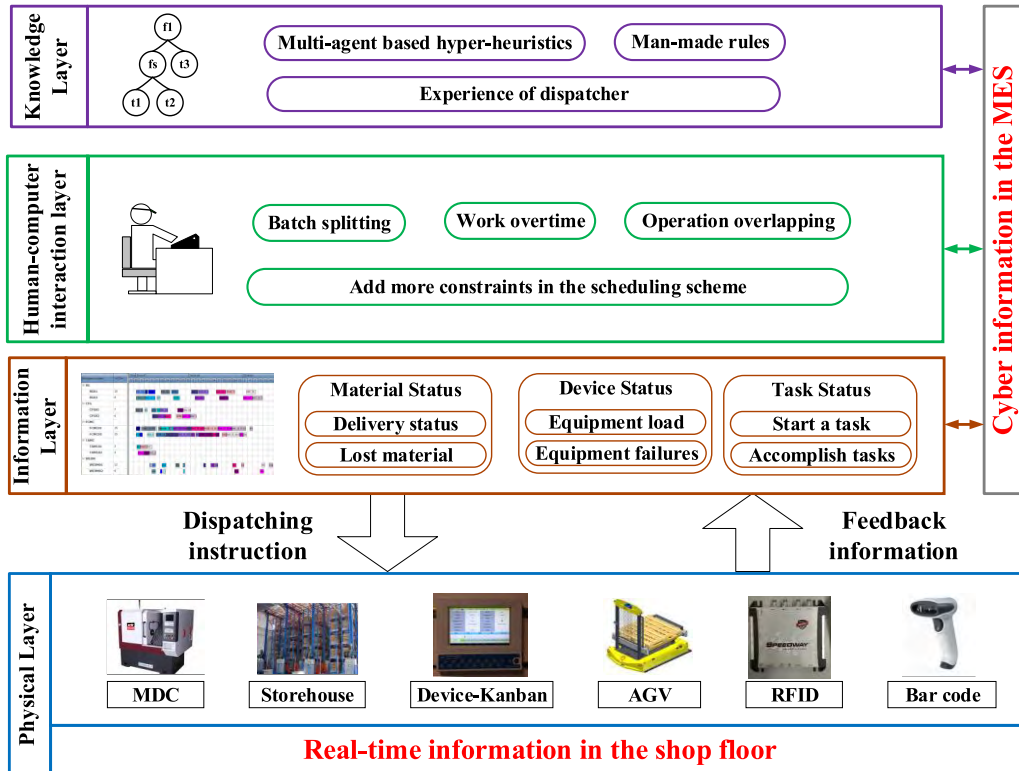 Knowledge
Layer
f1
fs
t3
t1
t2
Multi-agent based hyper-heuristics
Man-made rules
Experience of dispatcher
Human-computer
interaction layer
Batch splitting
Work overtime
Operation overlapping
Add more constraints in the scheduling scheme
Cyber information in the MES
Information
Layer
Material Status
Delivery status
Lost material
Device Status
Equipment load
Equipment failures
Task Status
Start a task
Accomplish tasks
Dispatching
instruction
Feedback
information
Physical Layer
SPEEDWAY
MDC
Storehouse
Device-Kanban
AGV
RFID
Bar code
Real-time information in the shop floor